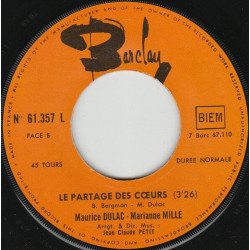 Barclay
N° 61.357 L
BIEM
FACE B
7 Barc 67.110
45 TOURS
DUREE NORMALE
LE PARTAGE DES CŒURS (3'26)
B. Bergman - M. Dulac
Maurice DULAC - Marianne MILLE
Arrgt. & Dir. Mus. :
Jean Claude PETIT